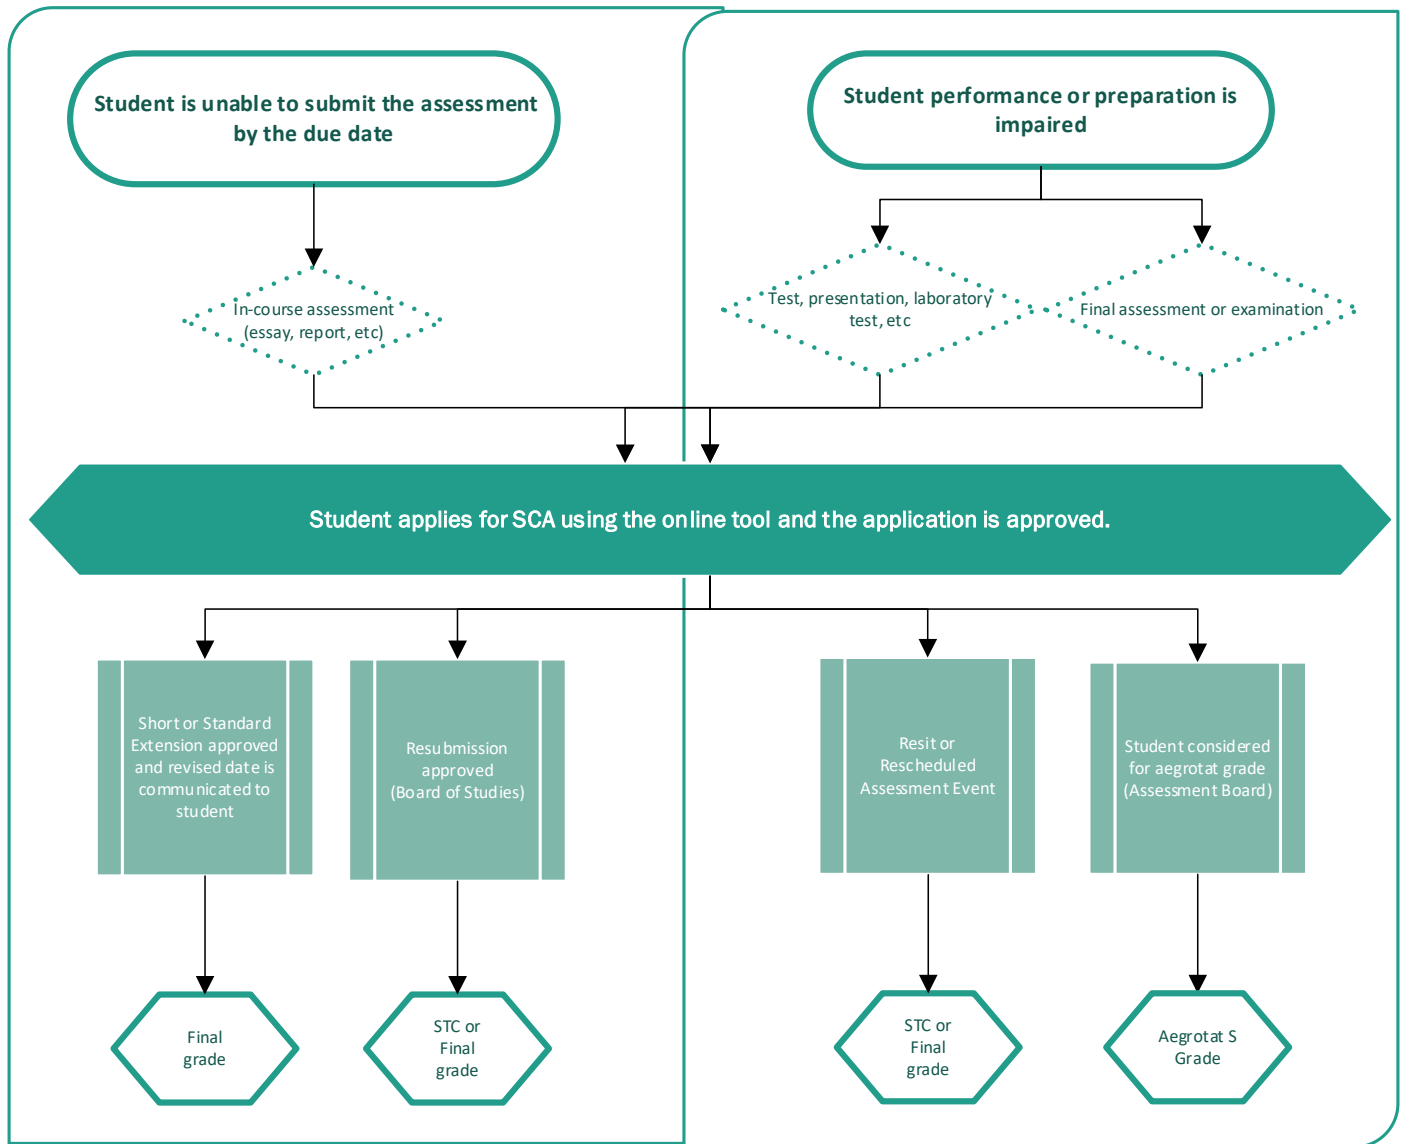 Student is unable to submit the assessment
by the due date
Student performance or preparation is
impaired
In-course assessment
(essay, report, etc)
Test, presentation, laboratory
test, etc
Final assessment or examination
Student applies for SCA using the online tool and the application is approved.
Short or Standard
Extension approved
and revised date is
communicated to
student
Resubmission
approved
(Board of Studies)
Resit or
Rescheduled
Assessment Event
Student considered
for aegrotat grade
(Assessment Board)
Final
grade
STC or
Final
grade
STC or
Final
grade
Aegrotat S
Grade